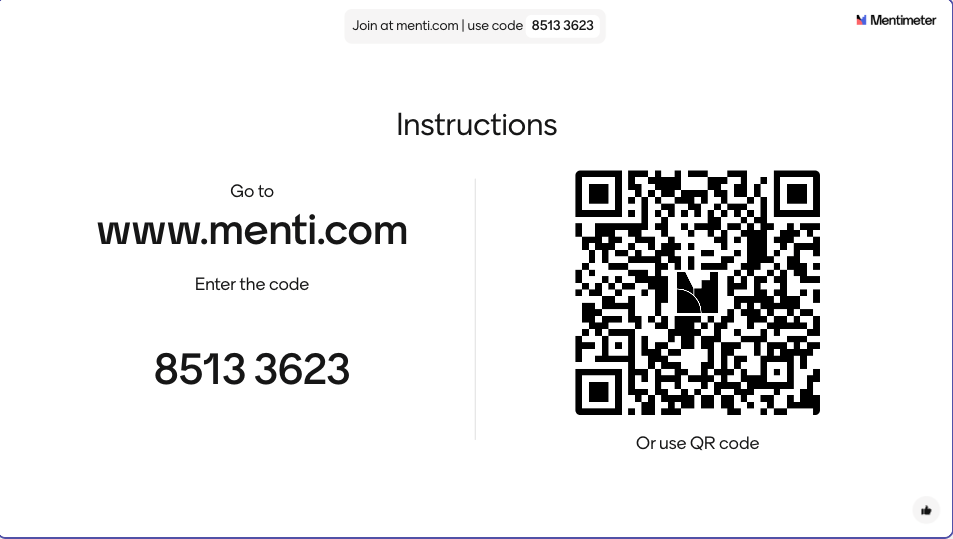 Join at menti.com | use code 8513 3623
Mentimeter
Instructions
Go to
www.menti.com
Enter the code
8513 3623
Or use QR code